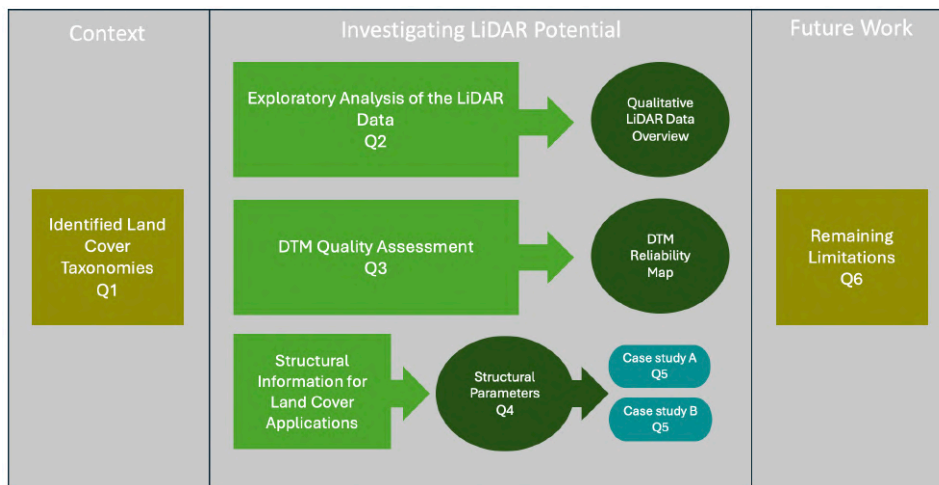 Context
Investigating LiDAR Potential
Future Work
Exploratory Analysis of the LiDAR
Data
Q2
Qualitative
LiDAR Data
Overview
Identified Land
Cover
Taxonomies
Q1
DTM Quality Assessment
Q3
DTM
Reliability
Map
Remaining
Limitations
Q6
Structural
Information for
Land Cover
Applications
Structural
Parameters
Q4
Case study A
Q5
Case study B
Q5